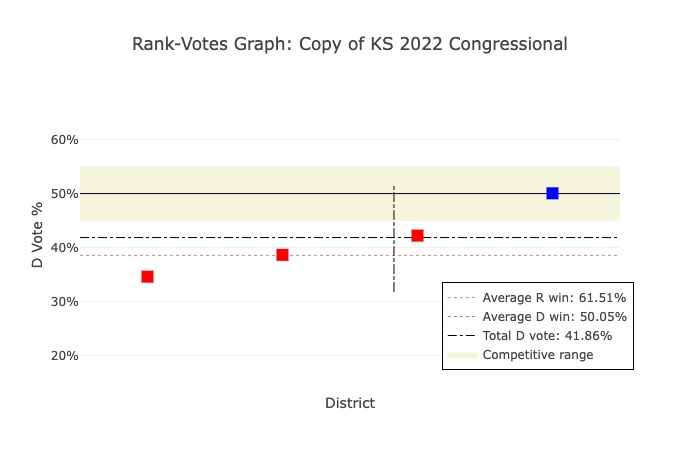 Rank-Votes Graph: Copy of KS 2022 Congressional
60%
50%
40%
30%
20%
D Vote %
District
Average R win: 61.51%
Average D win: 50.05%
Total D vote: 41.86%
Competitive range